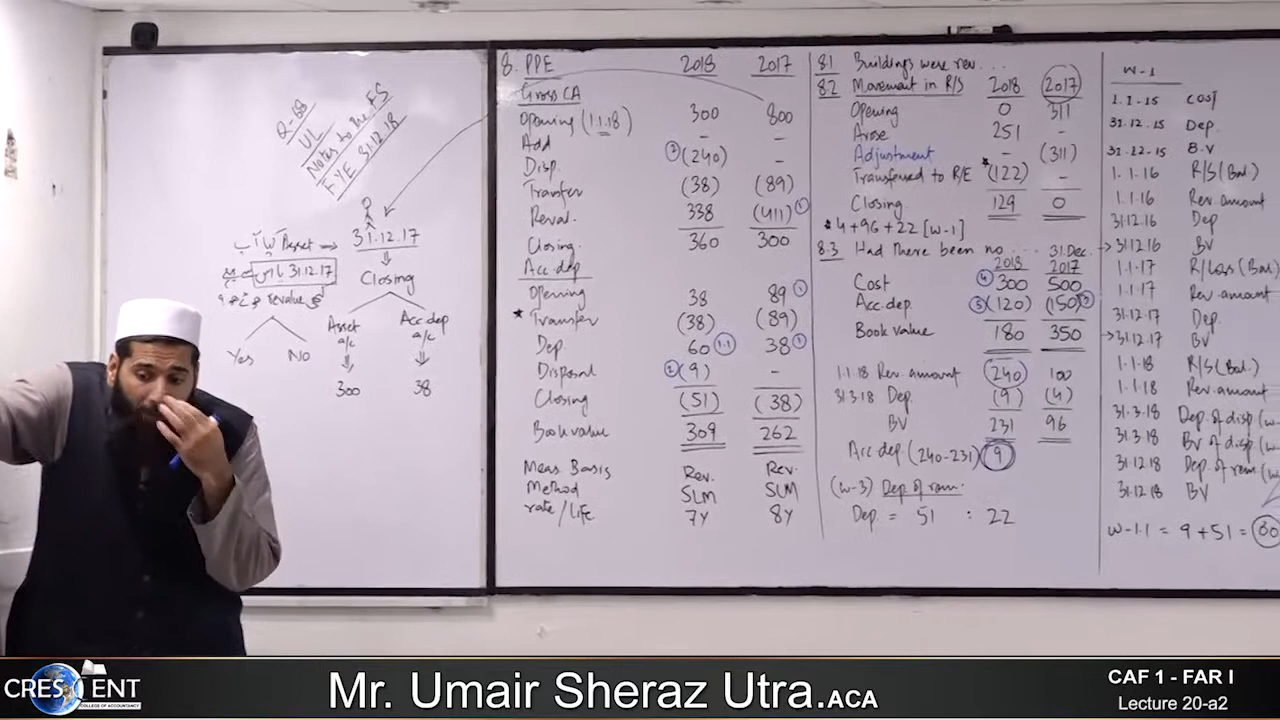 Q-68
UL
Notes to the FS
FYE 31.12.18
31.12.17
Asset
31.12.17
revalue
Closing
Yes No
Asset a/c
Acc dep a/c
300 38
8. PPE 2018 2017
Gross CA
Opening (1.1.18) 300 800
Add - -
Disp. (240) -
Transfer (38) (89)
Reval. 338 (411)
Closing. 360 300
Acc. dep
Opening 38 89
* Transfer (38) (89)
Dep. 60 38
Disposal (9) -
Closing (51) (38)
Book value 309 262
Meas Basis Rev. Rev.
Method SLM SLM
rate/Life 7Y 8Y
8.1 Buildings were rev. ...
8.2 Movement in R/S 2018 2017
Opening 0 311
Arose 251 -
Adjustment - (311)
Transferred to R/E *(122) -
Closing 129 0
*4+96+22 [w-1]
8.3 Had there been no ... 31 Dec.
2018 2017
Cost 300 500
Acc. dep. (120) (150)
Book value 180 350
1.1.18 Rev. amount 240 100
31.3.18 Dep. (9) (4)
BV 231 96
Acc dep (240-231) 9
(w-3) Dep of rem.
Dep = 51 : 22
W-1
1.1.15 Cost
31.12.15 Dep.
31.12.15 B.V
1.1.16 R/S (Bal.)
1.1.16 Rev. amount
31.12.16 Dep
31.12.16 BV
1.1.17 R/Loss (Bal.)
1.1.17 Rev. amount
31.12.17 Dep.
31.12.17 BV
1.1.18 R/S (Bal.)
1.1.18 Rev. amount
31.3.18 Dep. of disp (w-
31.3.18 BV of disp (w-
31.12.18 Dep. of rem. (w
31.12.18 BV
W-1.1 = 9+51 = 60
CRESCENT
COLLEGE OF ACCOUNTANCY
Mr. Umair Sheraz Utra.ACA
CAF 1 - FAR I
Lecture 20-a2